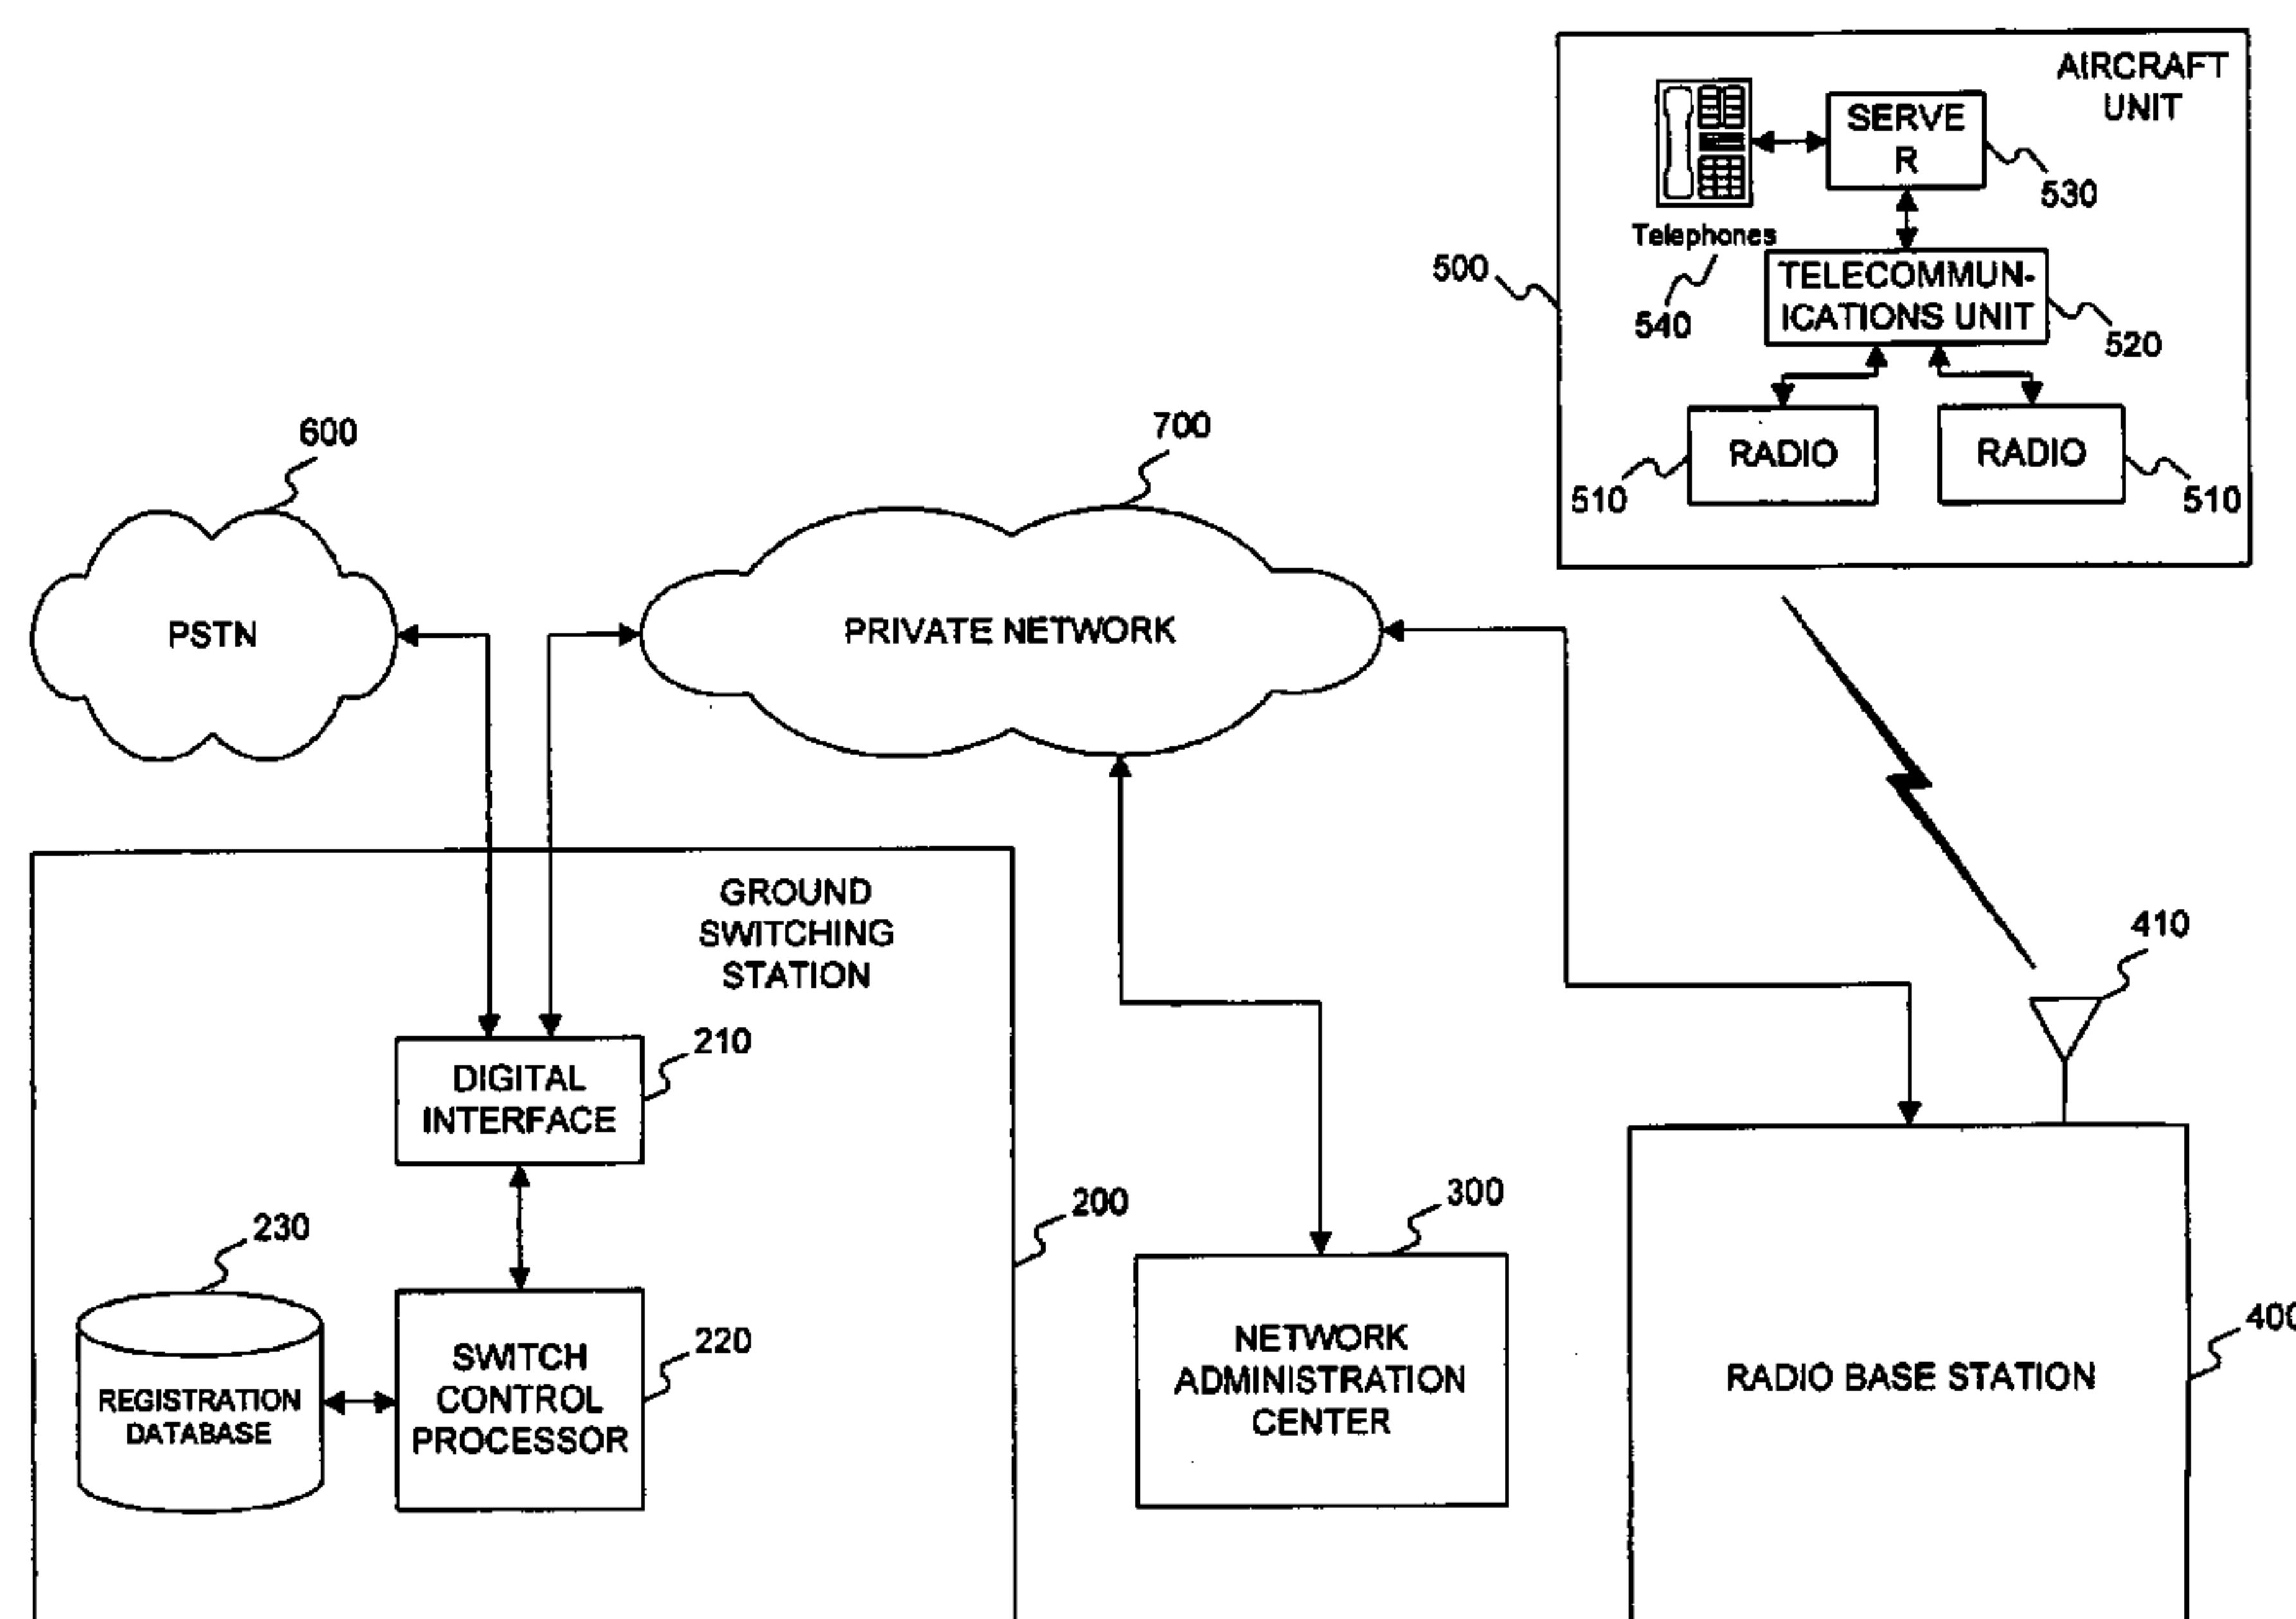 AIRCRAFT
UNIT
SERVE
R
530
Telephones
540
500
TELECOMMUN-
ICATIONS UNIT
520
RADIO
510
RADIO
510
600
PSTN
700
PRIVATE NETWORK
GROUND
SWITCHING
STATION
DIGITAL
INTERFACE
210
200
230
REGISTRATION
DATABASE
SWITCH
CONTROL
PROCESSOR
220
300
NETWORK
ADMINISTRATION
CENTER
410
RADIO BASE STATION
400